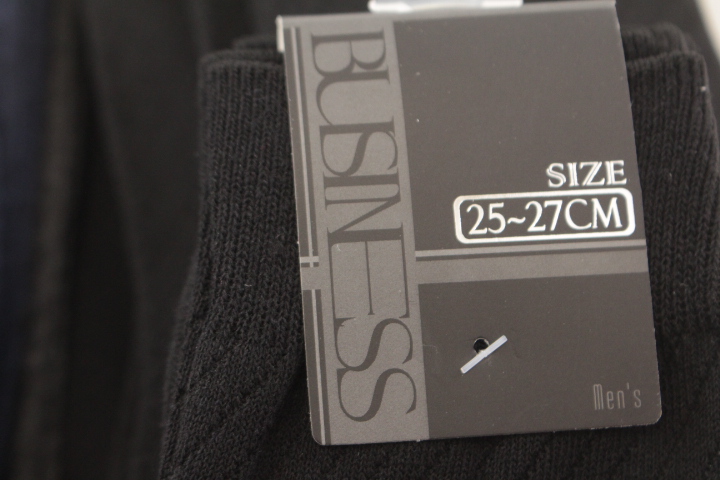 BUSINESS
SIZE
25~27CM
Men's